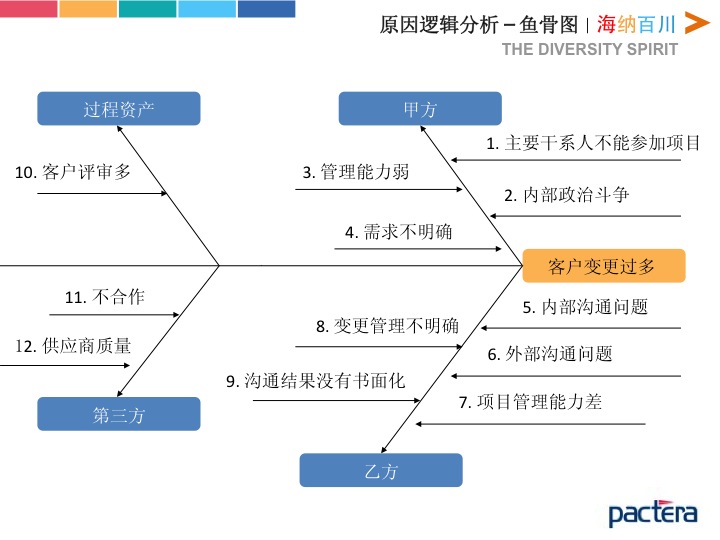 原因逻辑分析 – 鱼骨图 | 海纳百川
THE DIVERSITY SPIRIT
过程资产
甲方
1. 主要干系人不能参加项目
10. 客户评审多
3. 管理能力弱
2. 内部政治斗争
4. 需求不明确
客户变更过多
11. 不合作
5. 内部沟通问题
8. 变更管理不明确
12. 供应商质量
6. 外部沟通问题
9. 沟通结果没有书面化
7. 项目管理能力差
第三方
乙方
pactera